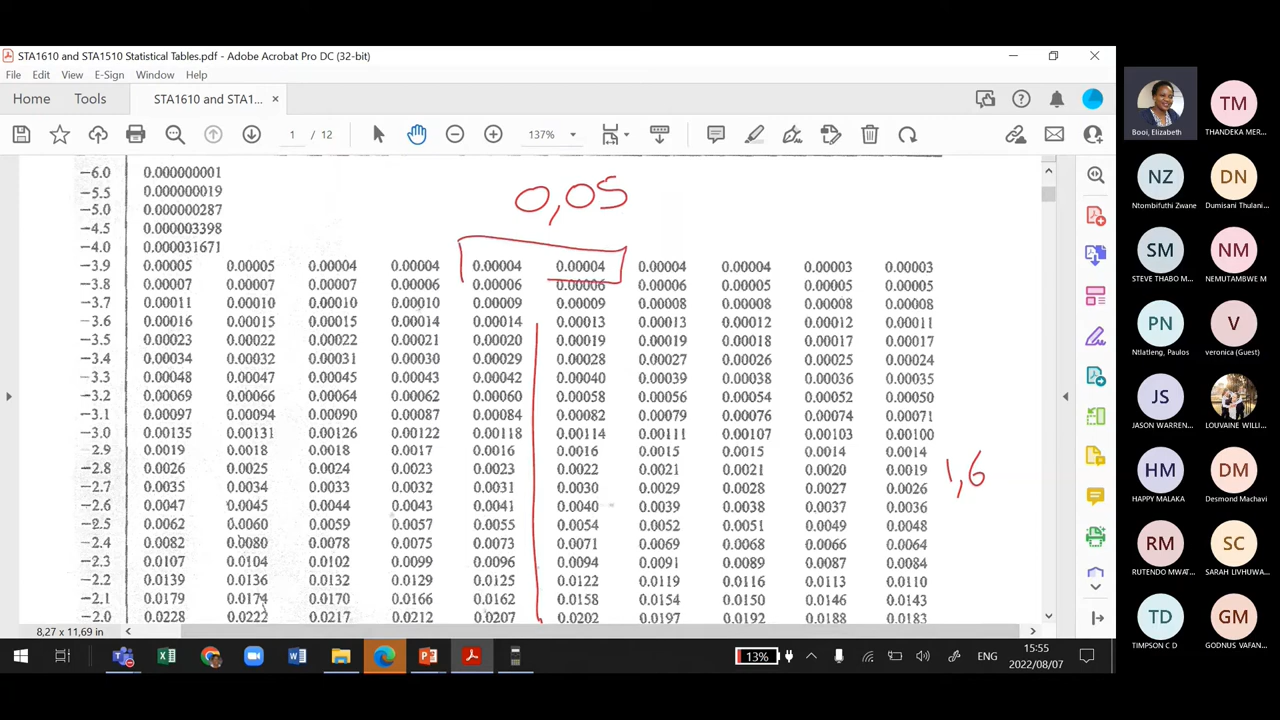 STA1610 and STA1510 Statistical Tables.pdf - Adobe Acrobat Pro DC (32-bit)
File Edit View E-Sign Window Help
Home Tools STA1610 and STA1...
1 / 12 137%
−6.0 0.000000001
−5.5 0.000000019
−5.0 0.000000287
−4.5 0.000003398
−4.0 0.000031671
0,05
−3.9 0.00005 0.00005 0.00004 0.00004 0.00004 0.00004 0.00004 0.00004 0.00003 0.00003
−3.8 0.00007 0.00007 0.00007 0.00006 0.00006 0.00006 0.00006 0.00005 0.00005 0.00005
−3.7 0.00011 0.00010 0.00010 0.00010 0.00009 0.00009 0.00008 0.00008 0.00008 0.00008
−3.6 0.00016 0.00015 0.00015 0.00014 0.00014 0.00013 0.00013 0.00012 0.00012 0.00011
−3.5 0.00023 0.00022 0.00022 0.00021 0.00020 0.00019 0.00019 0.00018 0.00017 0.00017
−3.4 0.00034 0.00032 0.00031 0.00030 0.00029 0.00028 0.00027 0.00026 0.00025 0.00024
−3.3 0.00048 0.00047 0.00045 0.00043 0.00042 0.00040 0.00039 0.00038 0.00036 0.00035
−3.2 0.00069 0.00066 0.00064 0.00062 0.00060 0.00058 0.00056 0.00054 0.00052 0.00050
−3.1 0.00097 0.00094 0.00090 0.00087 0.00084 0.00082 0.00079 0.00076 0.00074 0.00071
−3.0 0.00135 0.00131 0.00126 0.00122 0.00118 0.00114 0.00111 0.00107 0.00103 0.00100
−2.9 0.0019 0.0018 0.0018 0.0017 0.0016 0.0016 0.0015 0.0015 0.0014 0.0014
−2.8 0.0026 0.0025 0.0024 0.0023 0.0023 0.0022 0.0021 0.0021 0.0020 0.0019
1,6
−2.7 0.0035 0.0034 0.0033 0.0032 0.0031 0.0030 0.0029 0.0028 0.0027 0.0026
−2.6 0.0047 0.0045 0.0044 0.0043 0.0041 0.0040 0.0039 0.0038 0.0037 0.0036
−2.5 0.0062 0.0060 0.0059 0.0057 0.0055 0.0054 0.0052 0.0051 0.0049 0.0048
−2.4 0.0082 0.0080 0.0078 0.0075 0.0073 0.0071 0.0069 0.0068 0.0066 0.0064
−2.3 0.0107 0.0104 0.0102 0.0099 0.0096 0.0094 0.0091 0.0089 0.0087 0.0084
−2.2 0.0139 0.0136 0.0132 0.0129 0.0125 0.0122 0.0119 0.0116 0.0113 0.0110
−2.1 0.0179 0.0174 0.0170 0.0166 0.0162 0.0158 0.0154 0.0150 0.0146 0.0143
−2.0 0.0228 0.0222 0.0217 0.0212 0.0207 0.0202 0.0197 0.0192 0.0188 0.0183
8,27 x 11,69 in
13% ENG 15:55
2022/08/07
TM
Booi, Elizabeth THANDEKA MER...
NZ DN
Ntombifuthi Zwane Dumisani Thulani...
SM NM
STEVE THABO M... NEMUTAMBWE M...
PN V
Ntlatleng, Paulos veronica (Guest)
JS
JASON WARREN... LOUVAINE WILLI...
HM DM
HAPPY MALAKA Desmond Machavi
RM SC
RUTENDO MWAT... SARAH LIVHUWA...
TD GM
TIMPSON C D GODNUS VAFAN...